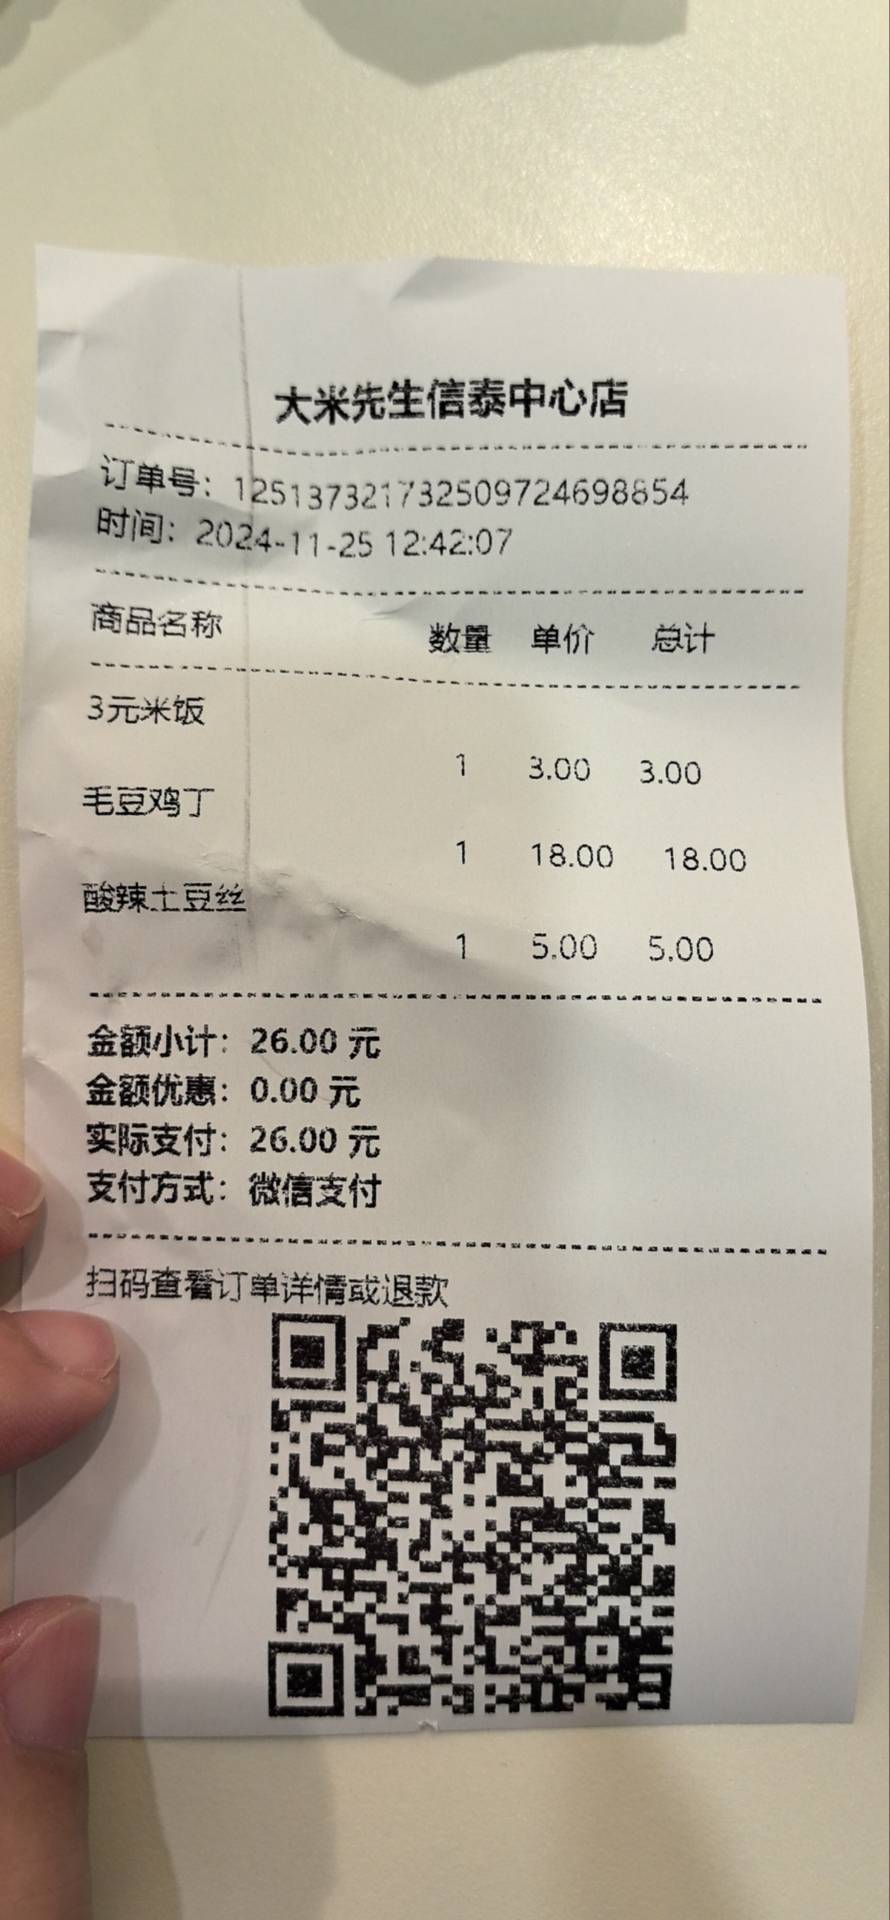 大米先生信泰中心店
订单号：1251373217325097246​98854
时间：2024-11-25 12:42:07
商品名称 数量 单价 总计
3元米饭
1 3.00 3.00
毛豆鸡丁
1 18.00 18.00
酸辣土豆丝
1 5.00 5.00
金额小计：26.00 元
金额优惠：0.00 元
实际支付：26.00 元
支付方式：微信支付
扫码查看订单详情或退款